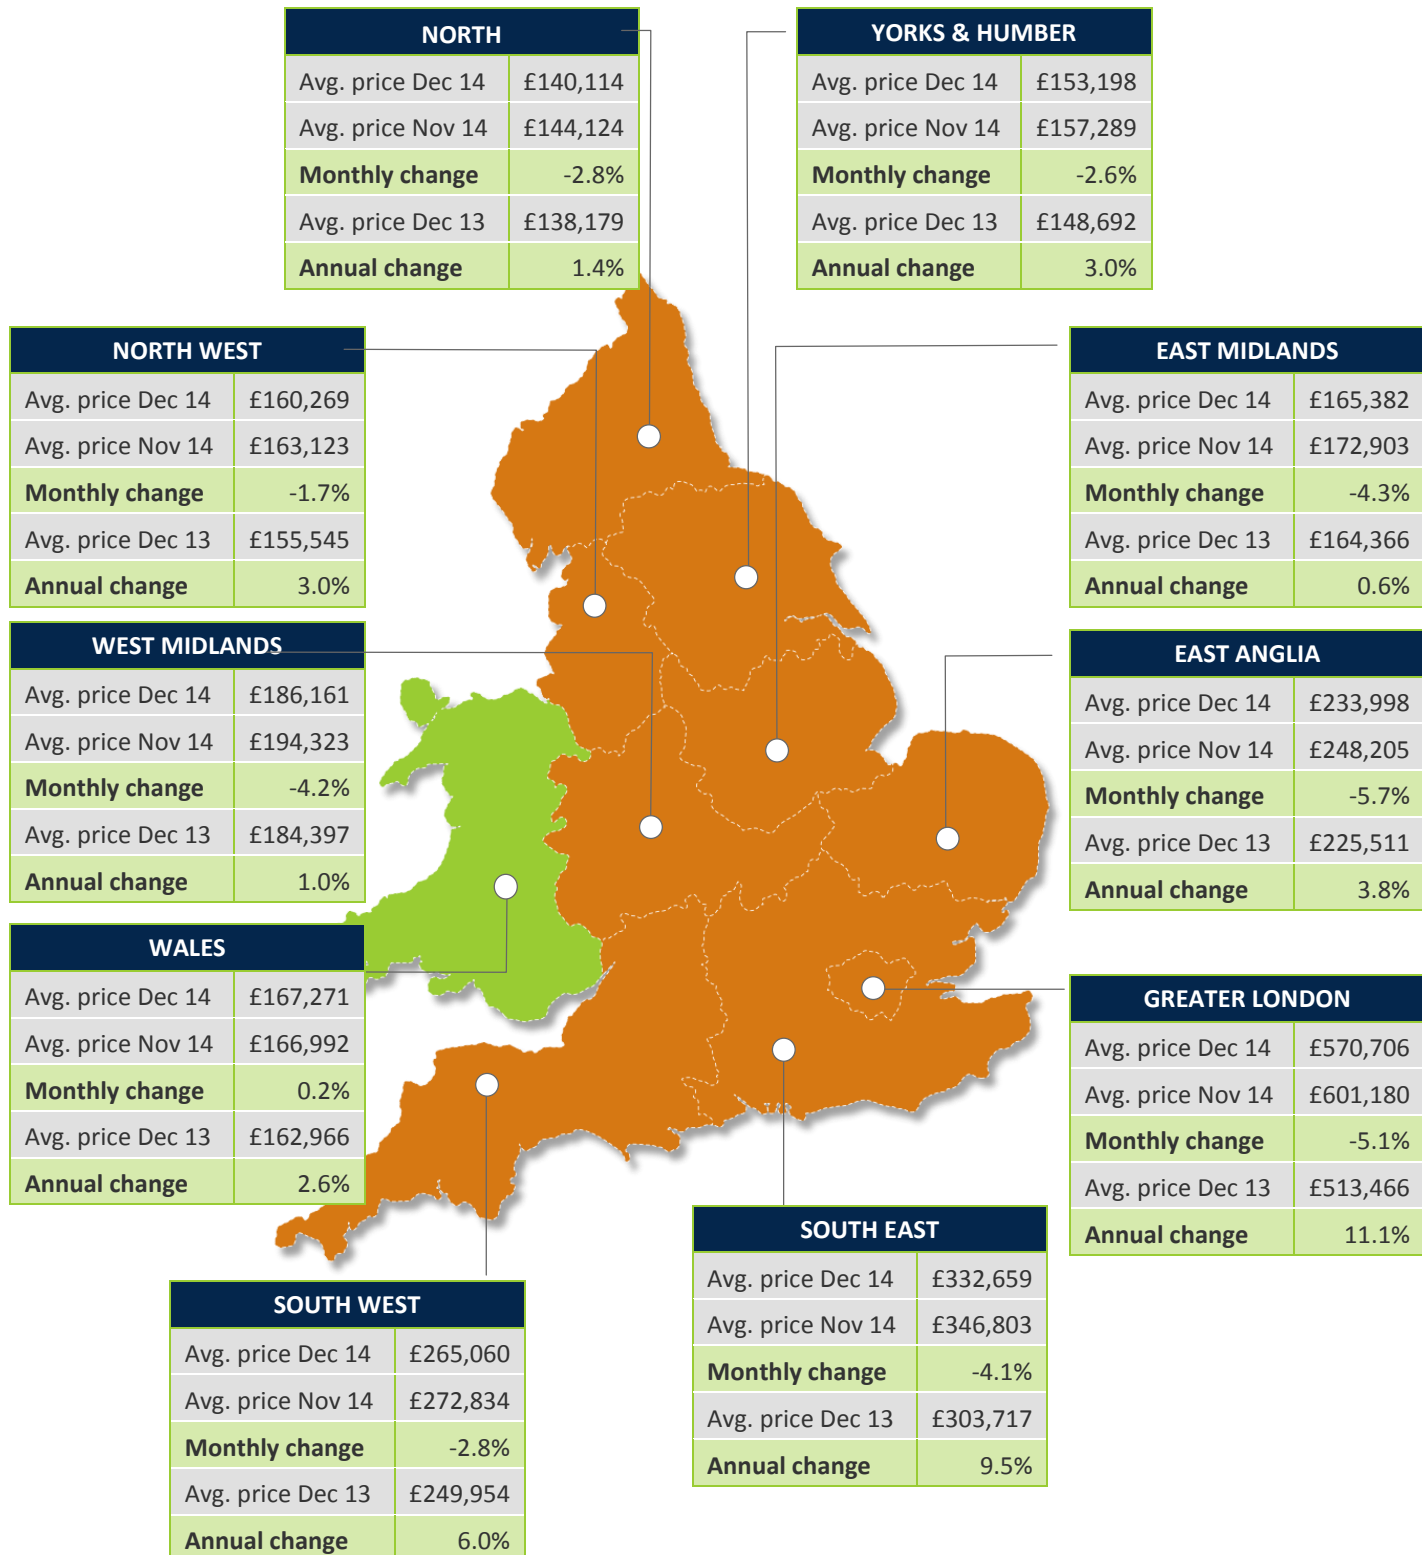 NORTH
Avg. price Dec 14 £140,114
Avg. price Nov 14 £144,124
Monthly change -2.8%
Avg. price Dec 13 £138,179
Annual change 1.4%
YORKS & HUMBER
Avg. price Dec 14 £153,198
Avg. price Nov 14 £157,289
Monthly change -2.6%
Avg. price Dec 13 £148,692
Annual change 3.0%
NORTH WEST
Avg. price Dec 14 £160,269
Avg. price Nov 14 £163,123
Monthly change -1.7%
Avg. price Dec 13 £155,545
Annual change 3.0%
EAST MIDLANDS
Avg. price Dec 14 £165,382
Avg. price Nov 14 £172,903
Monthly change -4.3%
Avg. price Dec 13 £164,366
Annual change 0.6%
WEST MIDLANDS
Avg. price Dec 14 £186,161
Avg. price Nov 14 £194,323
Monthly change -4.2%
Avg. price Dec 13 £184,397
Annual change 1.0%
EAST ANGLIA
Avg. price Dec 14 £233,998
Avg. price Nov 14 £248,205
Monthly change -5.7%
Avg. price Dec 13 £225,511
Annual change 3.8%
WALES
Avg. price Dec 14 £167,271
Avg. price Nov 14 £166,992
Monthly change 0.2%
Avg. price Dec 13 £162,966
Annual change 2.6%
GREATER LONDON
Avg. price Dec 14 £570,706
Avg. price Nov 14 £601,180
Monthly change -5.1%
Avg. price Dec 13 £513,466
Annual change 11.1%
SOUTH EAST
Avg. price Dec 14 £332,659
Avg. price Nov 14 £346,803
Monthly change -4.1%
Avg. price Dec 13 £303,717
Annual change 9.5%
SOUTH WEST
Avg. price Dec 14 £265,060
Avg. price Nov 14 £272,834
Monthly change -2.8%
Avg. price Dec 13 £249,954
Annual change 6.0%